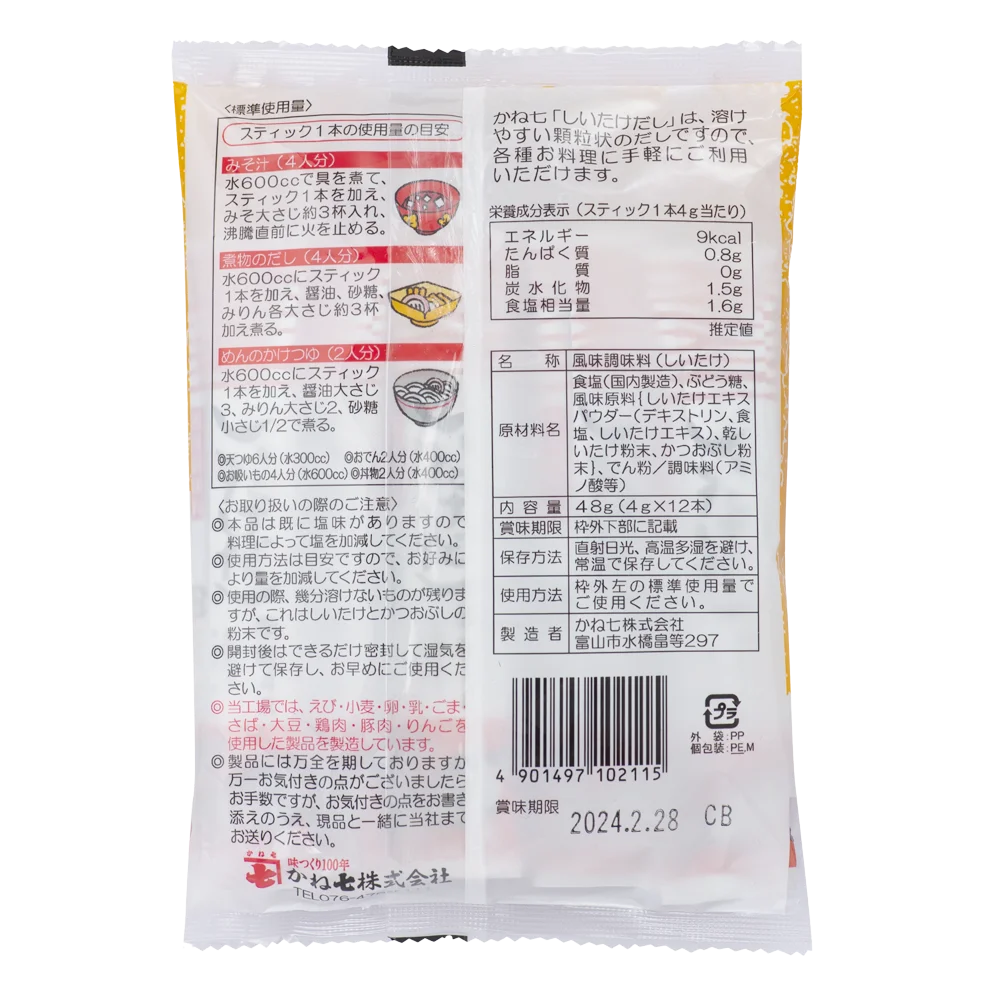 〈標準使用量〉
スティック1本の使用量の目安
みそ汁（4人分）
水600ccで具を煮て、
スティック1本を加え、
みそ大さじ約3杯入れ、
沸騰直前に火を止める。
煮物のだし（4人分）
水600ccにスティック
1本を加え、醤油、砂糖、
みりん各大さじ約3杯
加え煮る。
めんのかけつゆ（2人分）
水600ccにスティック
1本を加え、醤油大さじ
3、みりん大さじ2、砂糖
小さじ1/2で煮る。
◎天つゆ6人分（水300cc） ◎おでん2人分（水400cc）
◎お吸いもの4人分（水600cc）◎丼物2人分（水400cc）
〈お取り扱いの際のご注意〉
◎本品は既に塩味がありますので
料理によって塩を加減してください。
◎使用方法は目安ですので、お好みに
より量を加減してください。
◎使用の際、幾分溶けないものが残りま
すが、これはしいたけとかつおぶしの
粉末です。
◎開封後はできるだけ密封して湿気を
避けて保存し、お早めにご使用くだ
さい。
◎当工場では、えび・小麦・卵・乳・ごま・
さば・大豆・鶏肉・豚肉・りんごを
使用した製品を製造しています。
◎製品には万全を期しておりますが
万一お気付きの点がございましたら
お手数ですが、お気付きの点をお書き
添えのうえ、現品と一緒に当社まで
お送りください。
かね七
七
味つくり100年
かね七株式会社
TEL076-4
かね七「しいたけだし」は、溶け
やすい顆粒状のだしですので、
各種お料理に手軽にご利用
いただけます。
栄養成分表示（スティック1本4g当たり）
エネルギー 9kcal
たんぱく質 0.8g
脂質 0g
炭水化物 1.5g
食塩相当量 1.6g
推定値
名称 風味調味料（しいたけ）
原材料名 食塩（国内製造）、ぶどう糖、
風味原料{しいたけエキス
パウダー（デキストリン、食
塩、しいたけエキス）、乾し
いたけ粉末、かつおぶし粉
末}、でん粉／調味料（アミ
ノ酸等）
内容量 48g（4g×12本）
賞味期限 枠外下部に記載
保存方法 直射日光、高温多湿を避け、
常温で保存してください。
使用方法 枠外左の標準使用量で
ご使用ください。
製造者 かね七株式会社
富山市水橋畠等297
4 901497 102115
プラ
外袋:PP
個包装:PE,M
賞味期限
2024.2.28 CB